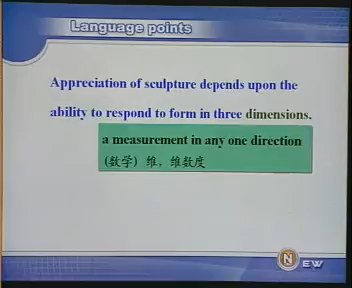 Language points
Appreciation of sculpture depends upon the
ability to respond to form in three dimensions.
a measurement in any one direction
(数学) 维，维数度
N EW